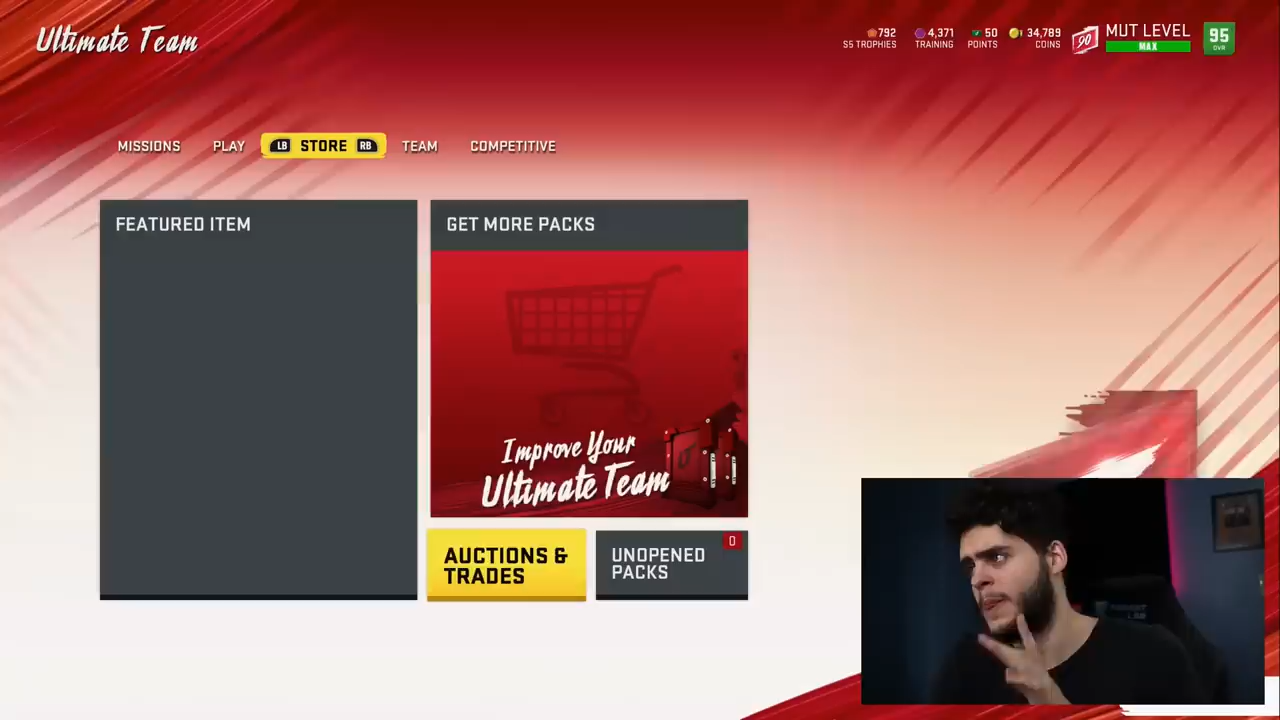 Ultimate Team
792
S5 TROPHIES
4,371
TRAINING
50
POINTS
34,789
COINS
90
MUT LEVEL
MAX
95
OVR
MISSIONS
PLAY
LB STORE RB
TEAM
COMPETITIVE
FEATURED ITEM
GET MORE PACKS
Improve Your
Ultimate Team
AUCTIONS &
TRADES
UNOPENED
PACKS
0